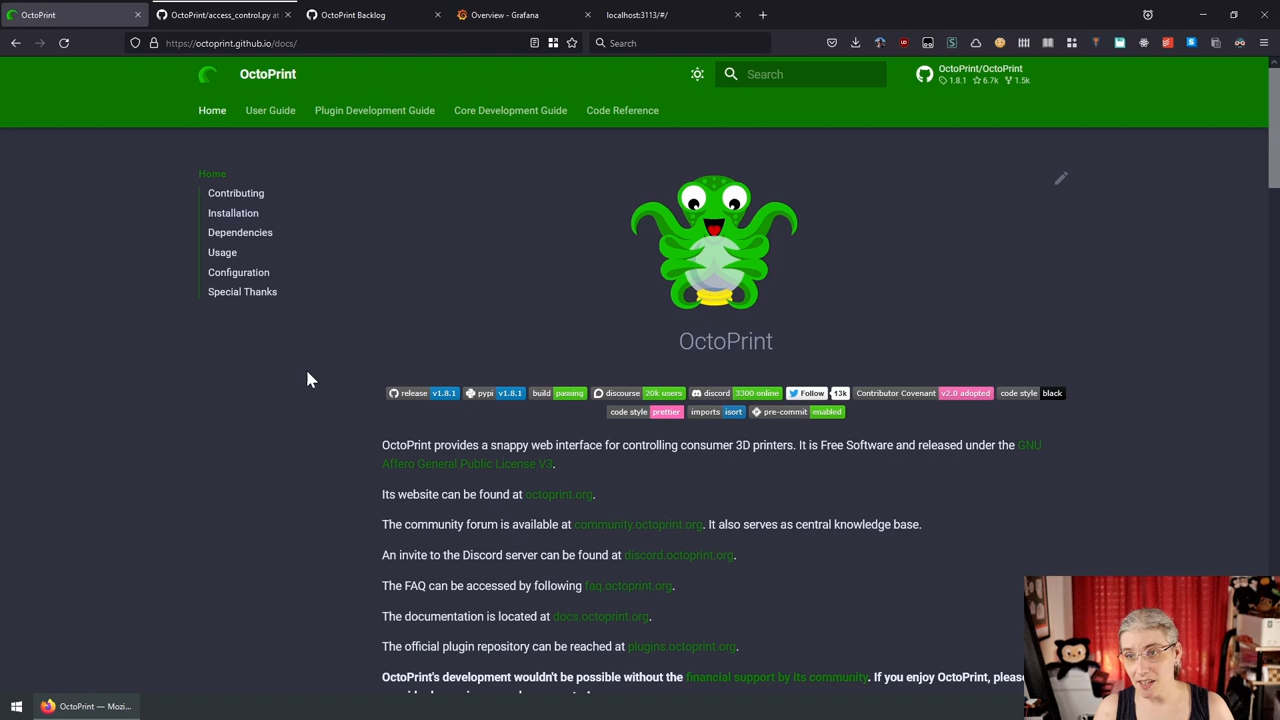 OctoPrint
OctoPrint/access_control.py at
OctoPrint Backlog
Overview - Grafana
localhost:3113/#/
https://octoprint.github.io/docs/
Search
OctoPrint
Search
OctoPrint/OctoPrint
1.8.1 6.7k 1.5k
Home
User Guide
Plugin Development Guide
Core Development Guide
Code Reference
Home
Contributing
Installation
Dependencies
Usage
Configuration
Special Thanks
OctoPrint
release v1.8.1 pypi v1.8.1 build passing discourse 20k users discord 3300 online Follow 13k Contributor Covenant v2.0 adopted code style black
code style prettier imports isort pre-commit enabled
OctoPrint provides a snappy web interface for controlling consumer 3D printers. It is Free Software and released under the GNU
Affero General Public License V3.
Its website can be found at octoprint.org.
The community forum is available at community.octoprint.org. It also serves as central knowledge base.
An invite to the Discord server can be found at discord.octoprint.org.
The FAQ can be accessed by following faq.octoprint.org.
The documentation is located at docs.octoprint.org.
The official plugin repository can be reached at plugins.octoprint.org.
OctoPrint's development wouldn't be possible without the financial support by its community. If you enjoy OctoPrint, please
OctoPrint — Moz...